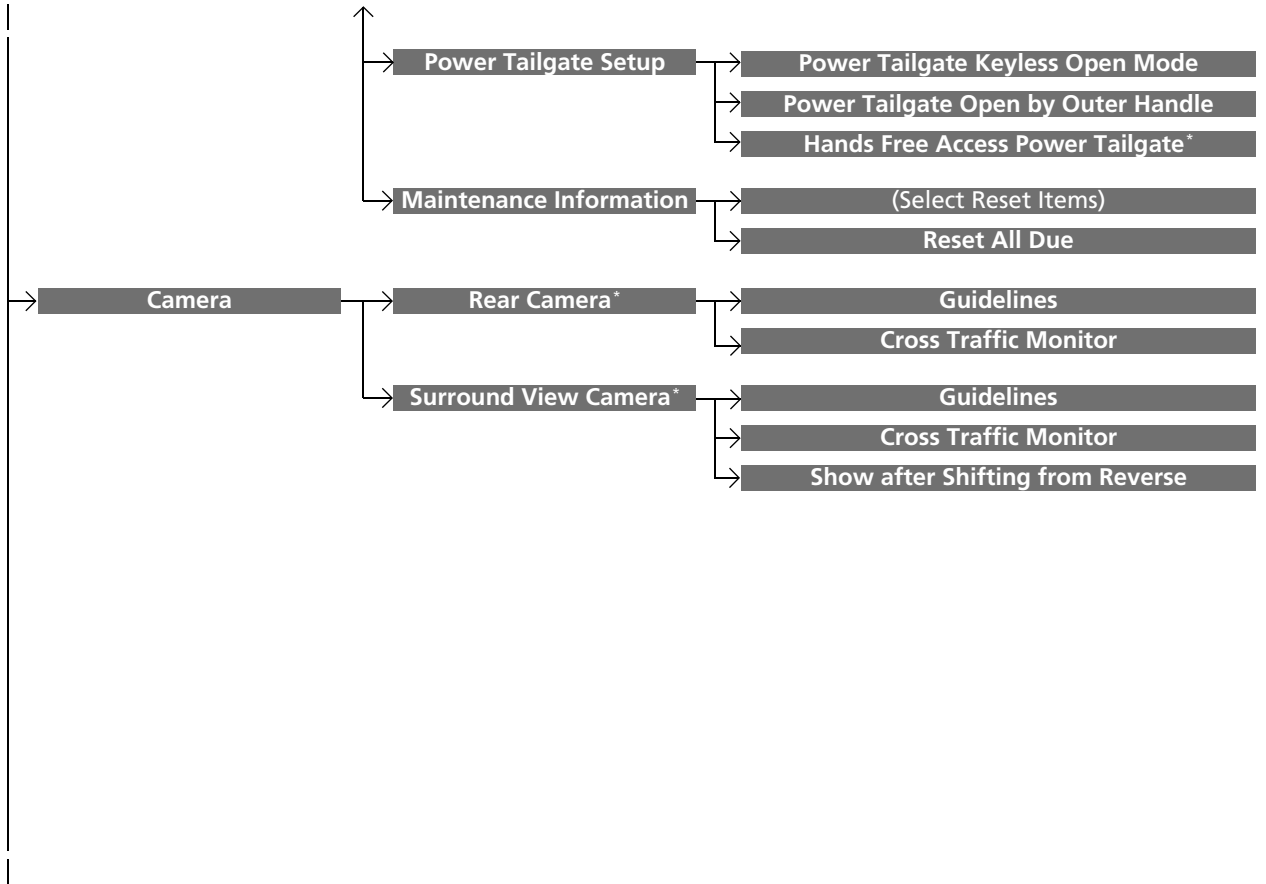 Power Tailgate Setup
Power Tailgate Keyless Open Mode
Power Tailgate Open by Outer Handle
Hands Free Access Power Tailgate*
Maintenance Information
(Select Reset Items)
Reset All Due
Camera
Rear Camera*
Guidelines
Cross Traffic Monitor
Surround View Camera*
Guidelines
Cross Traffic Monitor
Show after Shifting from Reverse